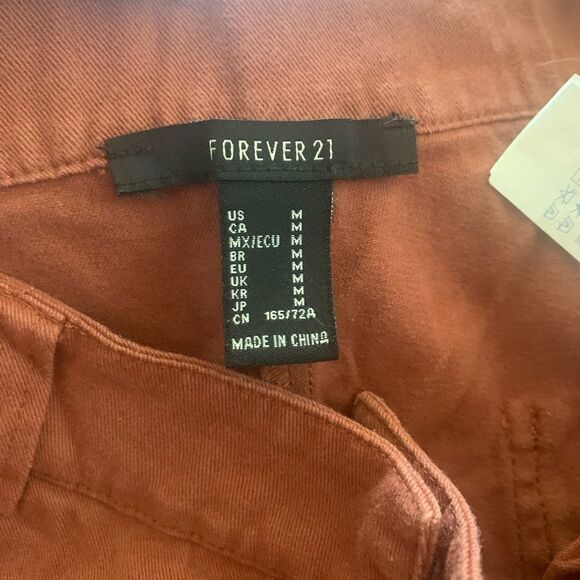 FOREVER 21
US M
CA M
MX/ECU M
BR M
EU M
UK M
KR M
JP M
CN 165/72A
MADE IN CHINA